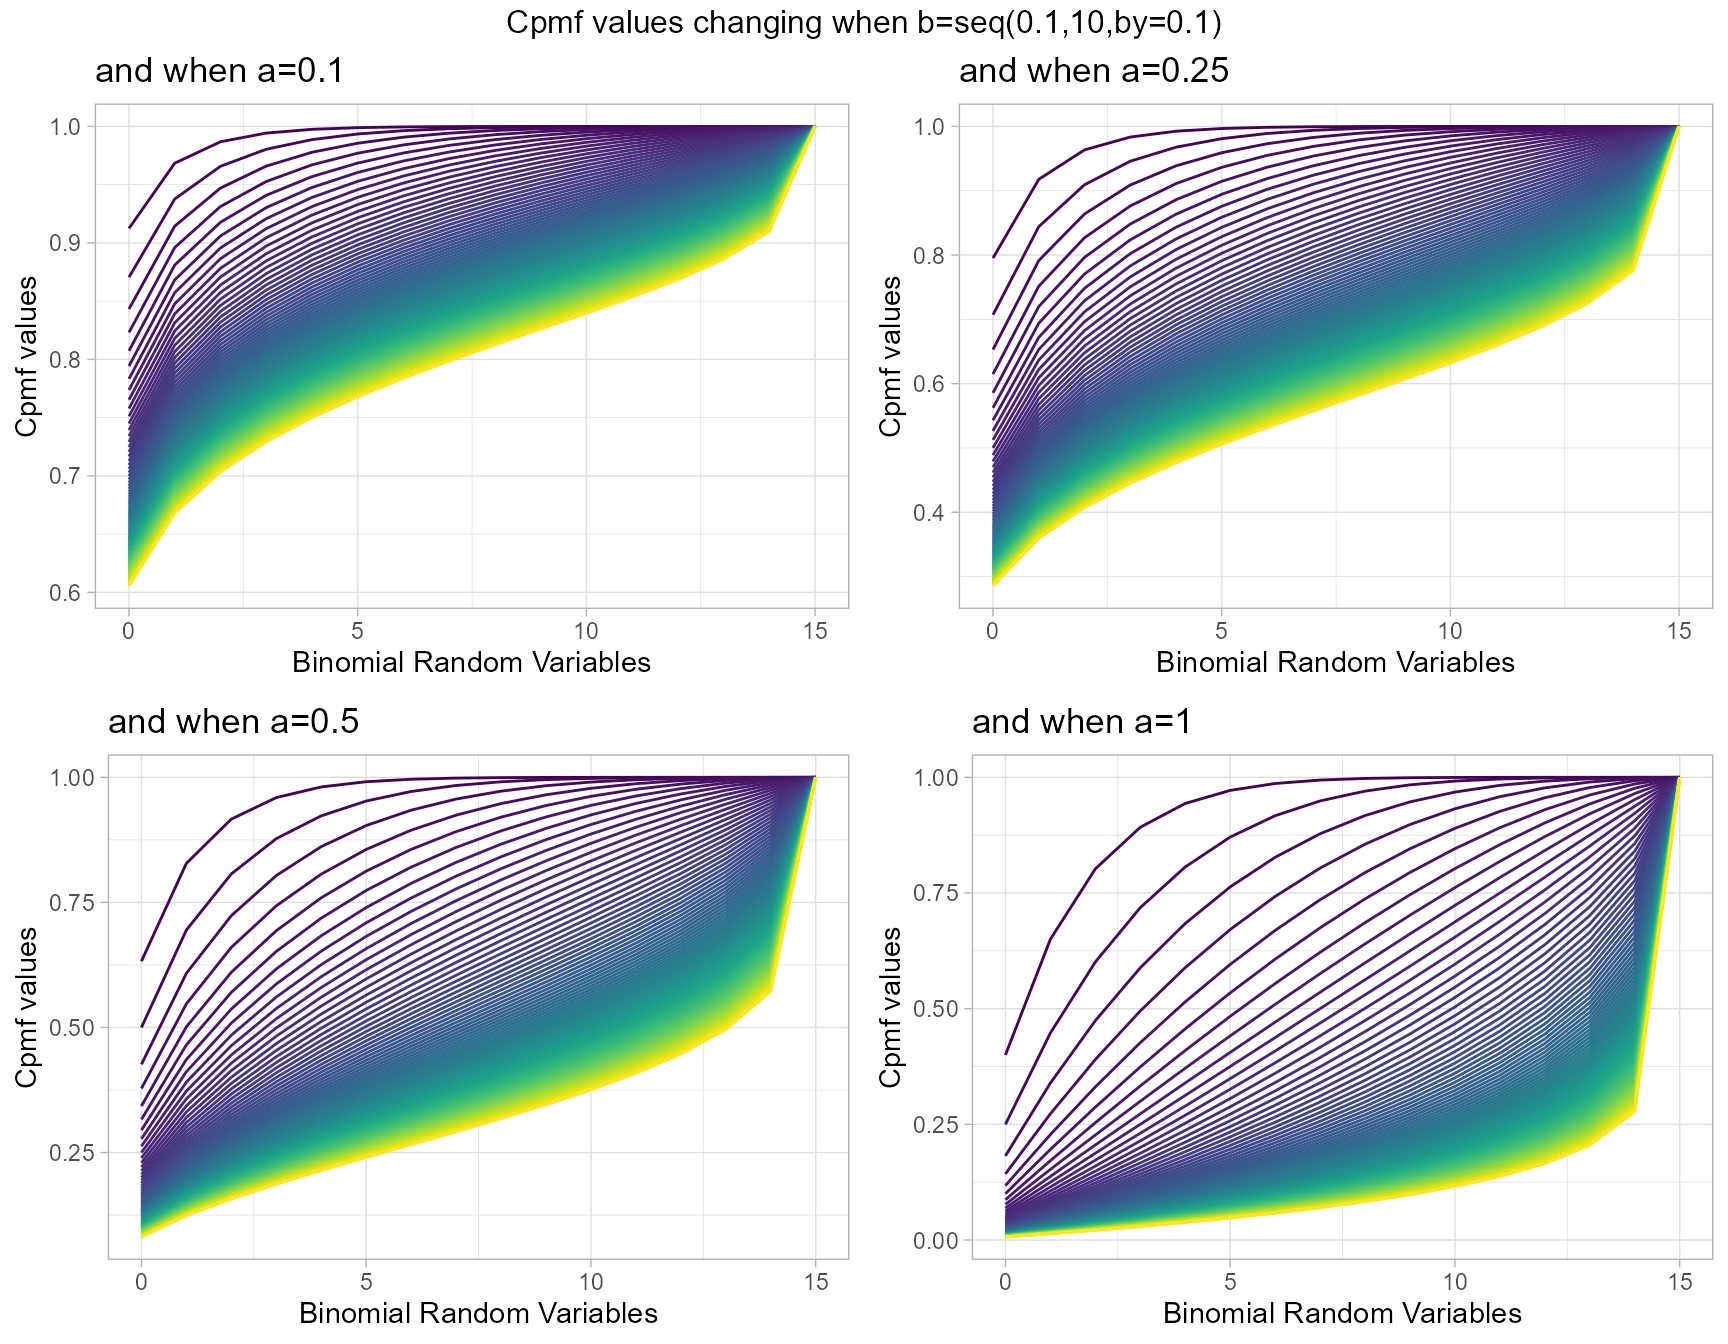 Cpmf values changing when b=seq(0.1,10,by=0.1)
and when a=0.1
1.0
0.9
0.8
0.7
0.6
Cpmf values
0 5 10 15
Binomial Random Variables
and when a=0.25
1.0
0.8
0.6
0.4
Cpmf values
0 5 10 15
Binomial Random Variables
and when a=0.5
1.00
0.75
0.50
0.25
Cpmf values
0 5 10 15
Binomial Random Variables
and when a=1
1.00
0.75
0.50
0.25
0.00
Cpmf values
0 5 10 15
Binomial Random Variables